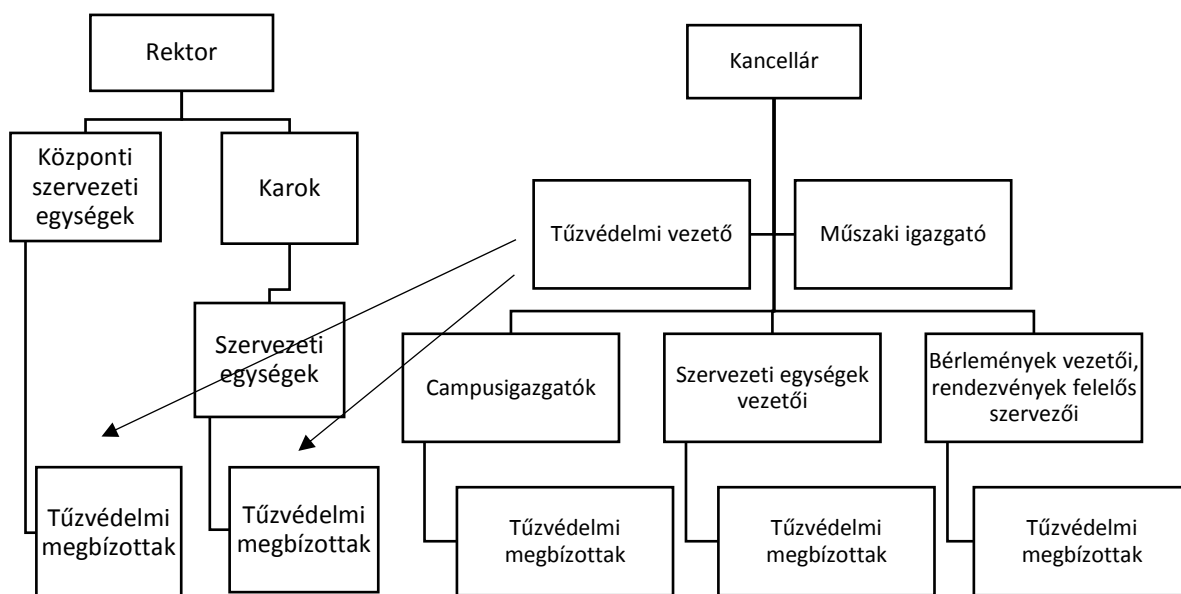 Rektor
Kancellár
Központi
szervezeti
egységek
Karok
Tűzvédelmi vezető
Műszaki igazgató
Szervezeti
egységek
Campusigazgatók
Szervezeti egységek
vezetői
Bérlemények vezetői,
rendezvények felelős
szervezői
Tűzvédelmi
megbízottak
Tűzvédelmi
megbízottak
Tűzvédelmi
megbízottak
Tűzvédelmi
megbízottak
Tűzvédelmi
megbízottak